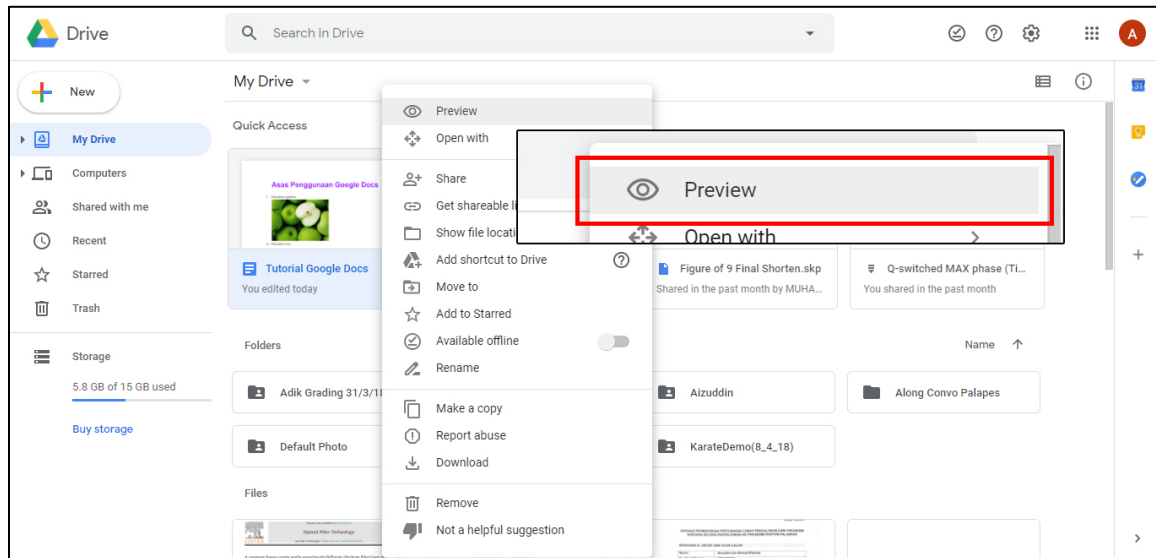 Drive
Search in Drive
A
New
My Drive
Computers
Shared with me
Recent
Starred
Trash
Storage
5.8 GB of 15 GB used
Buy storage
My Drive
Quick Access
Asas Penggunaan Google Docs
Tutorial Google Docs
You edited today
Figure of 9 Final Shorten.skp
Shared in the past month by MUHA...
Q-switched MAX phase (Ti...
You shared in the past month
Folders
Name
Adik Grading 31/3/18
Aizuddin
Along Convo Palapes
Default Photo
KarateDemo(8_4_18)
Files
Optical Fiber Technology
Preview
Open with
Share
Get shareable li
Show file locati
Add shortcut to Drive
Move to
Add to Starred
Available offline
Rename
Make a copy
Report abuse
Download
Remove
Not a helpful suggestion
Preview
Open with
31